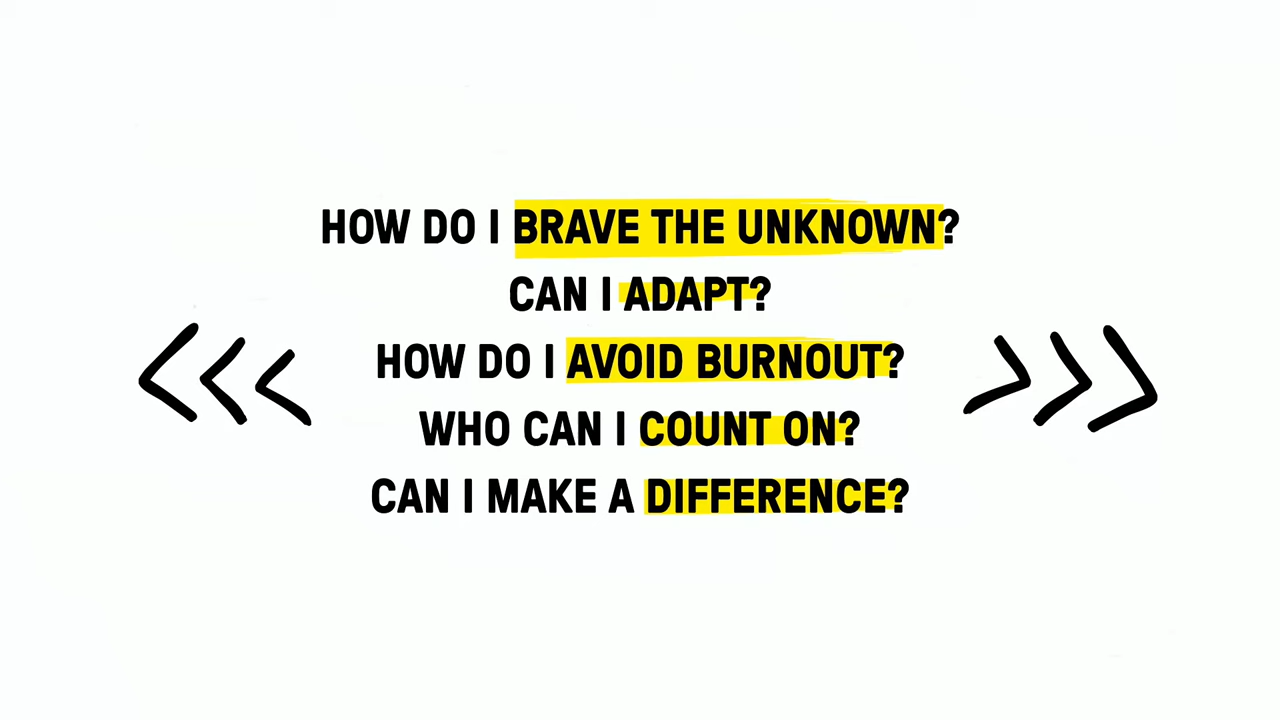 HOW DO I BRAVE THE UNKNOWN?
CAN I ADAPT?
HOW DO I AVOID BURNOUT?
WHO CAN I COUNT ON?
CAN I MAKE A DIFFERENCE?